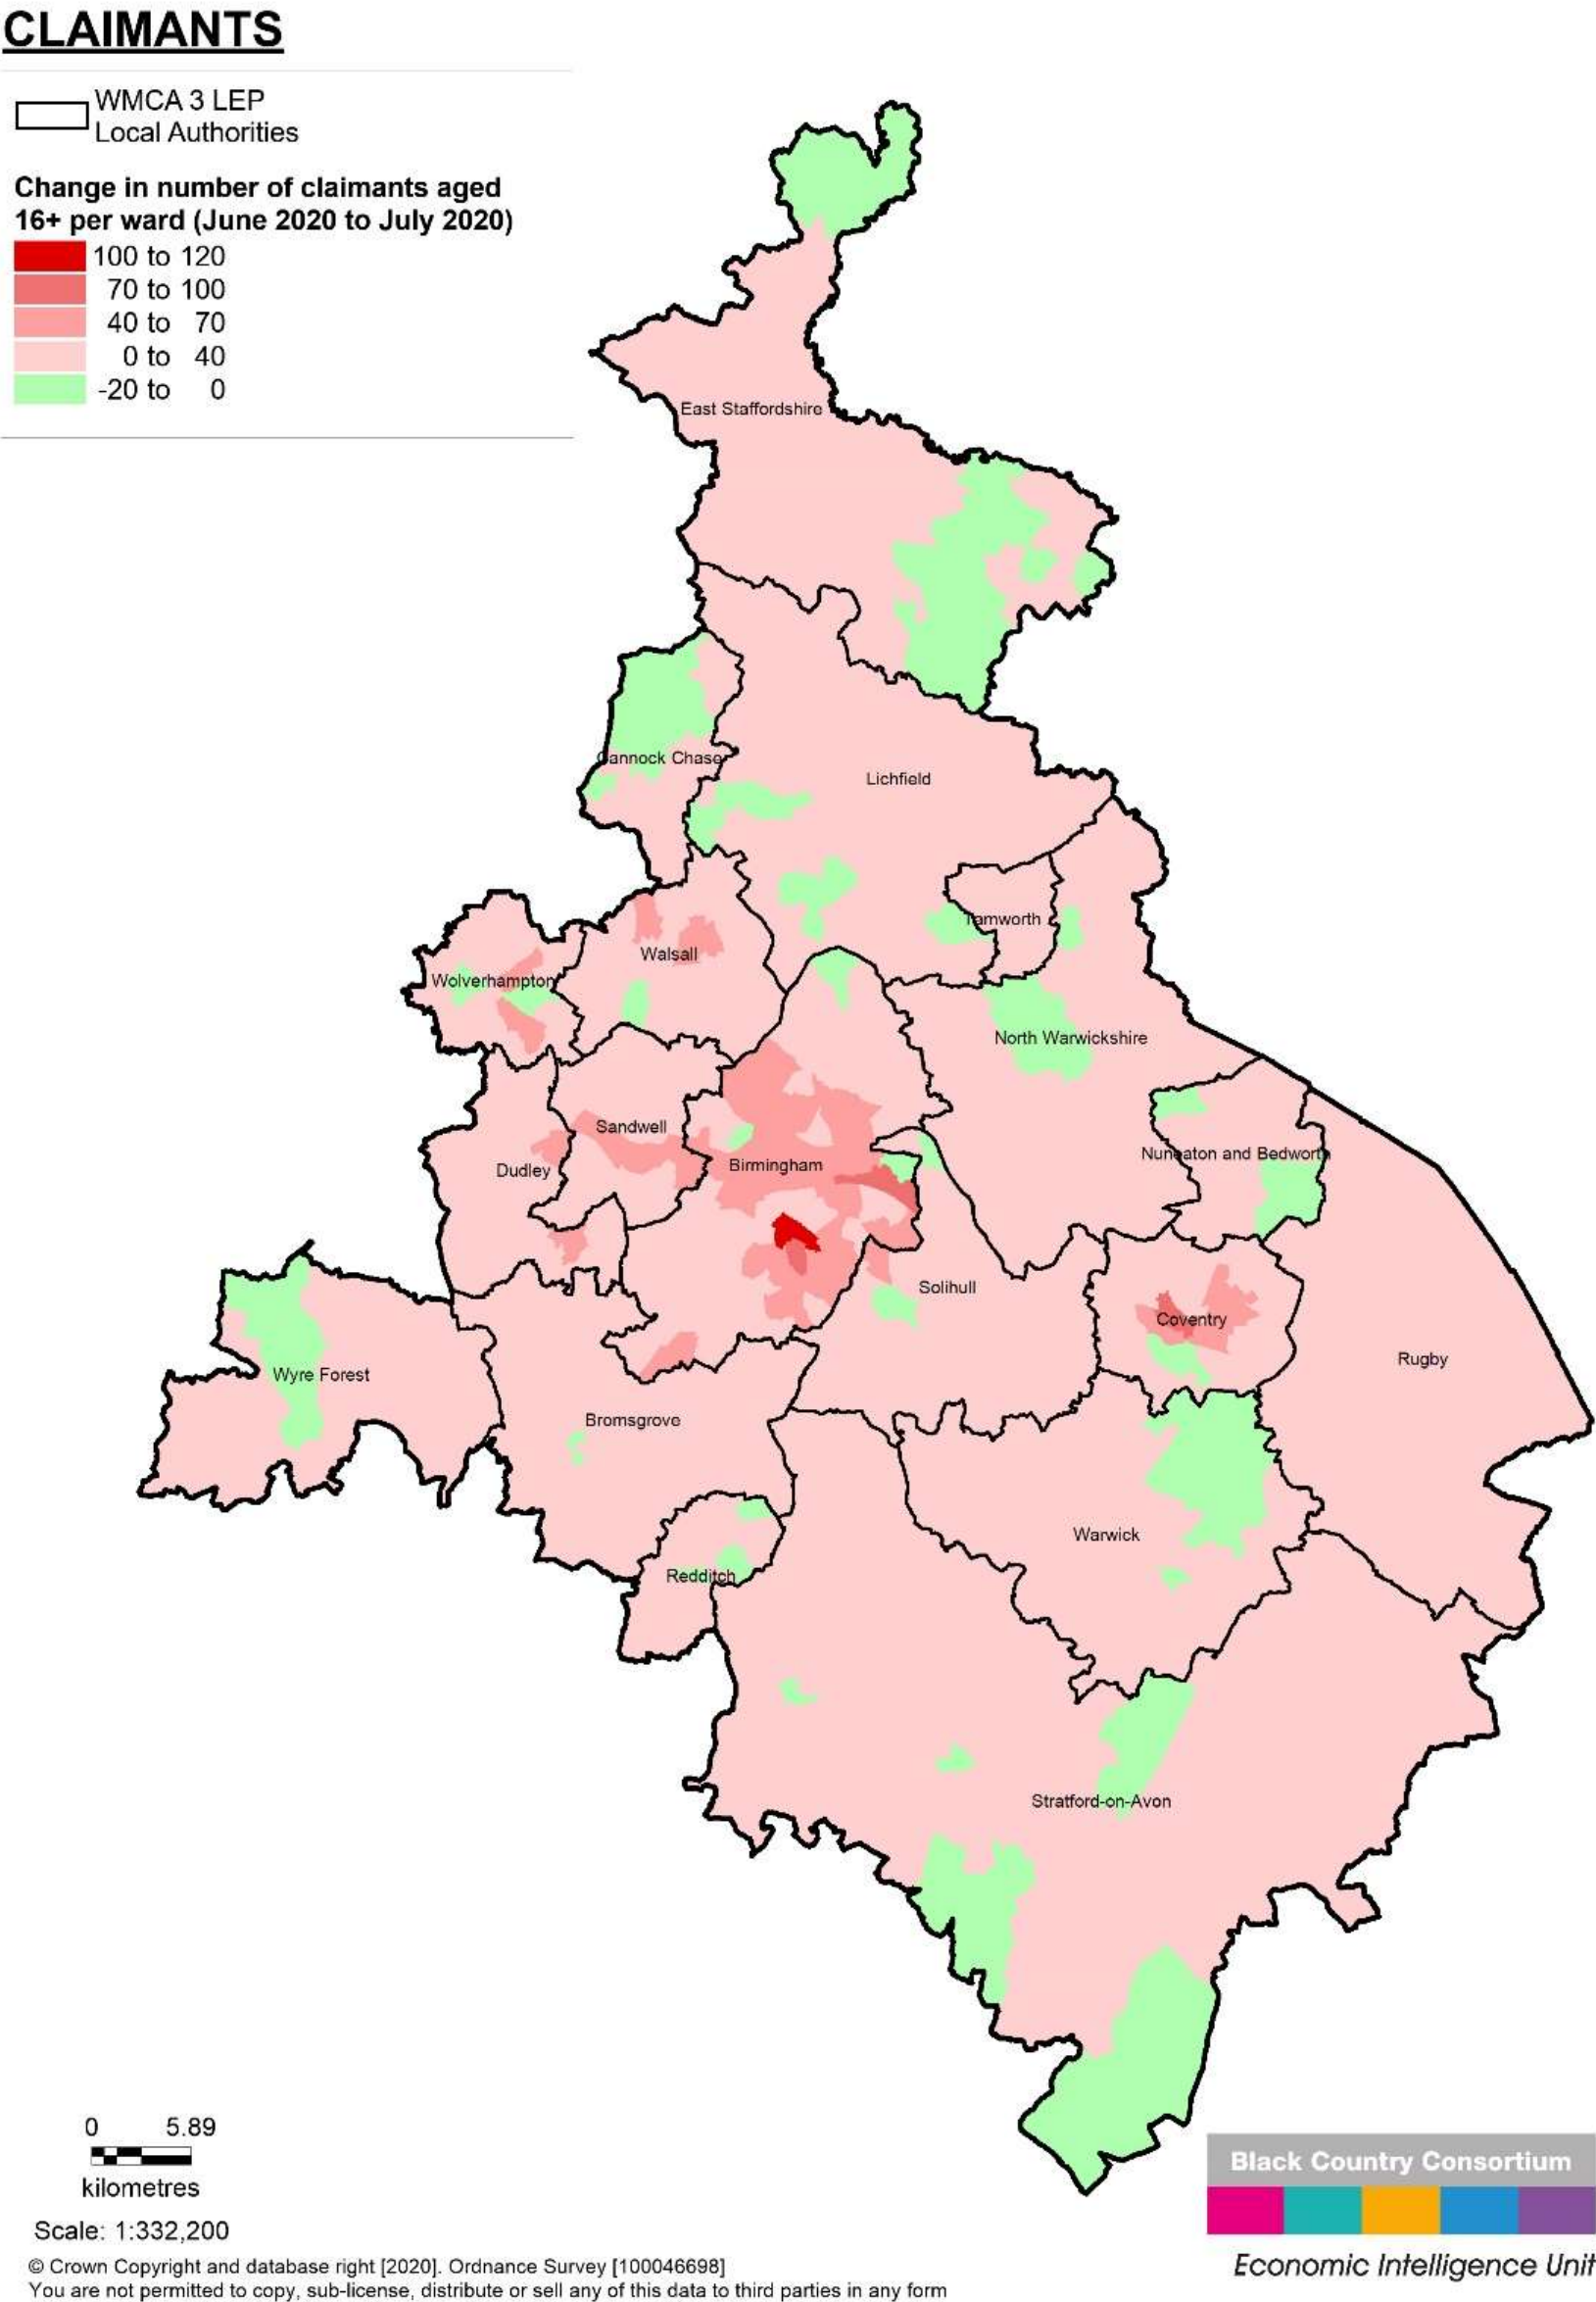 CLAIMANTS
WMCA 3 LEP
Local Authorities
Change in number of claimants aged
16+ per ward (June 2020 to July 2020)
100 to 120
70 to 100
40 to 70
0 to 40
-20 to 0
East Staffordshire
Cannock Chase
Lichfield
Tamworth
Walsall
Wolverhampton
North Warwickshire
Sandwell
Nuneaton and Bedworth
Birmingham
Dudley
Solihull
Coventry
Rugby
Wyre Forest
Bromsgrove
Warwick
Redditch
Stratford-on-Avon
0 5.89
kilometres
Scale: 1:332,200
© Crown Copyright and database right [2020]. Ordnance Survey [100046698]
You are not permitted to copy, sub-license, distribute or sell any of this data to third parties in any form
Black Country Consortium
Economic Intelligence Unit